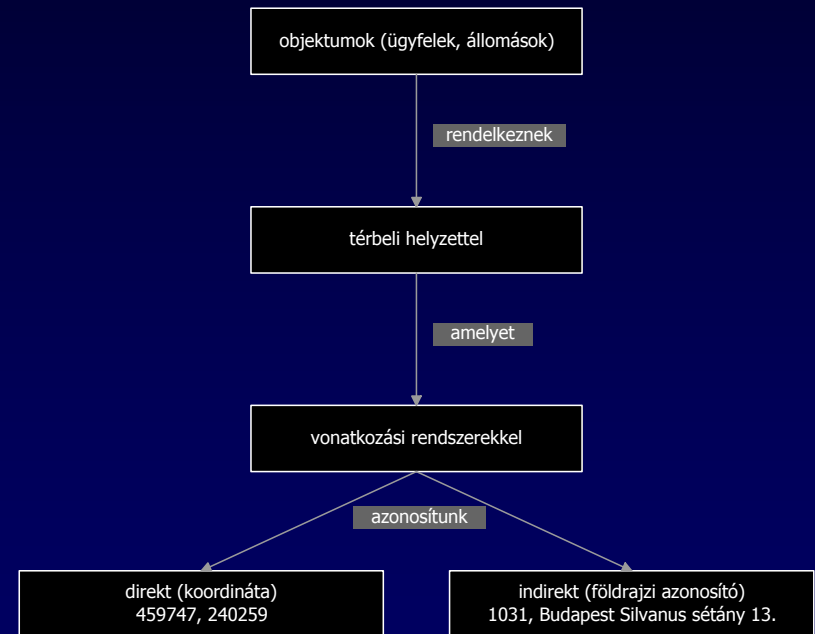 objektumok (ügyfelek, állomások)
rendelkeznek
térbeli helyzettel
amelyet
vonatkozási rendszerekkel
azonosítunk
direkt (koordináta)
459747, 240259
indirekt (földrajzi azonosító)
1031, Budapest Silvanus sétány 13.